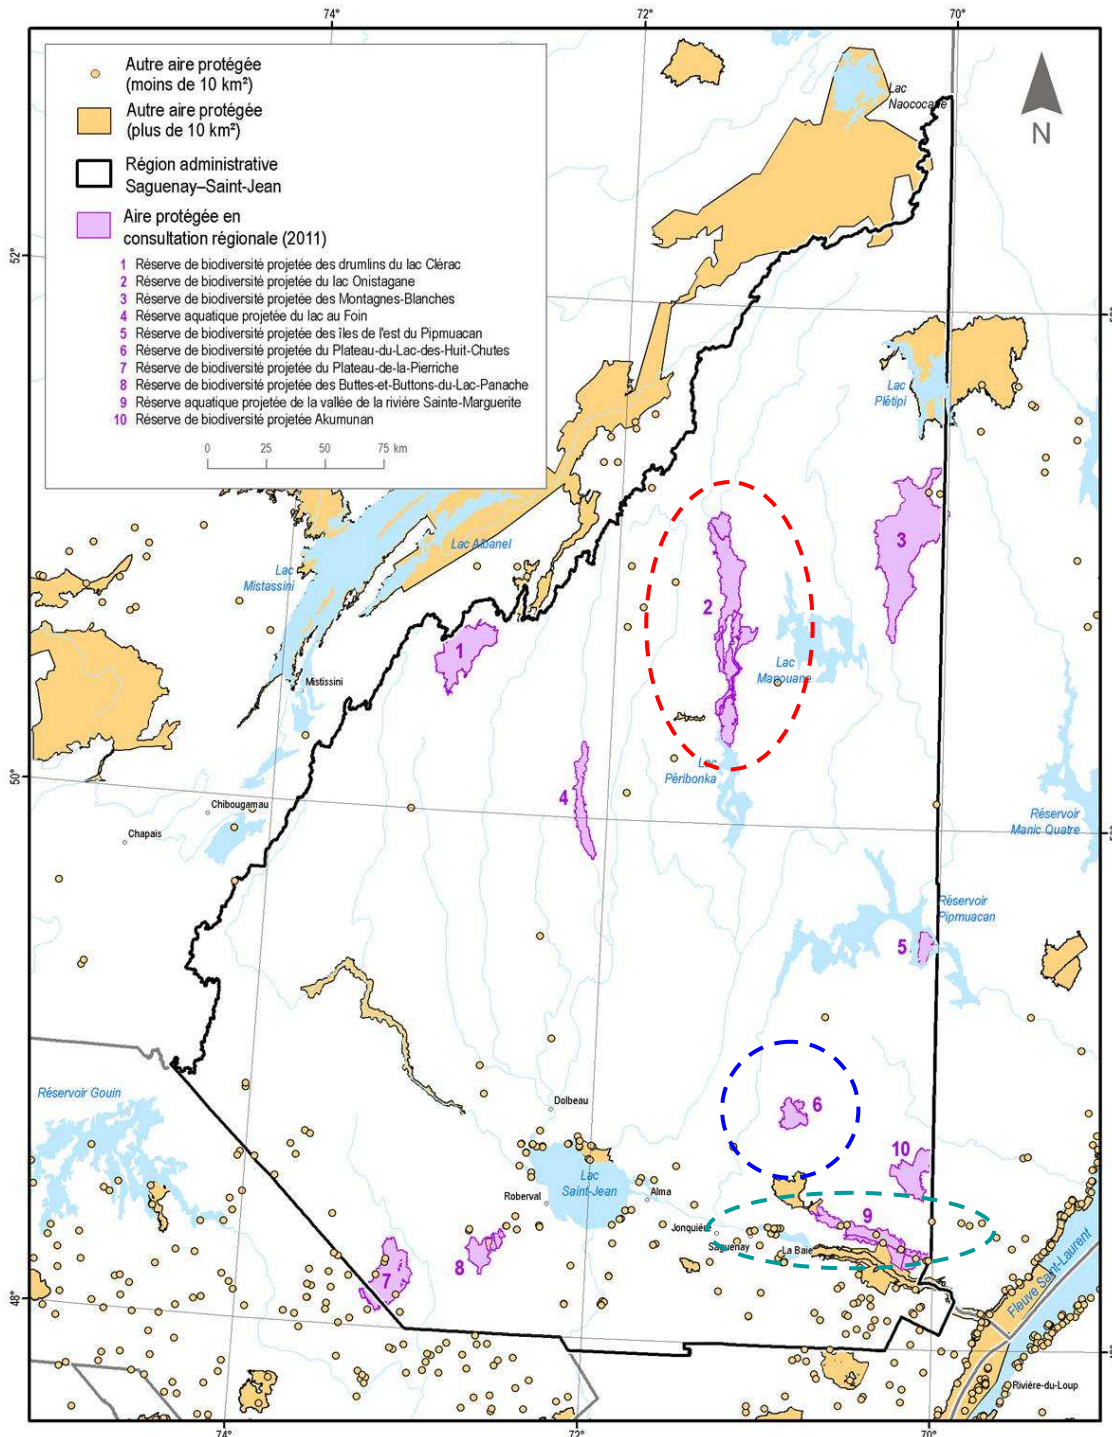 74°
72°
70°
Autre aire protégée
(moins de 10 km²)
Autre aire protégée
(plus de 10 km²)
Région administrative
Saguenay–Saint-Jean
Aire protégée en
consultation régionale (2011)
1 Réserve de biodiversité projetée des drumlins du lac Clérac
2 Réserve de biodiversité projetée du lac Onistagane
3 Réserve de biodiversité projetée des Montagnes-Blanches
4 Réserve aquatique projetée du lac au Foin
5 Réserve de biodiversité projetée des îles de l'est du Pipmuacan
6 Réserve de biodiversité projetée du Plateau-du-Lac-des-Huit-Chutes
7 Réserve de biodiversité projetée du Plateau-de-la-Pierriche
8 Réserve de biodiversité projetée des Buttes-et-Buttons-du-Lac-Panache
9 Réserve aquatique projetée de la vallée de la rivière Sainte-Marguerite
10 Réserve de biodiversité projetée Akumunan
0 25 50 75 km
N
Lac
Naococane
52°
Lac
Plétipi
Lac Albanel
Lac
Mistassini
3
2
1
Lac
Manouane
Mistissini
Lac
Péribonka
50°
4
Chibougamau
Chapais
Réservoir
Manic Quatre
Réservoir
Pipmuacan
5
Réservoir Gouin
Dolbeau
6
10
Lac
Saint-Jean
Roberval
Alma
9
Jonquière
Saguenay
La Baie
8
7
Fleuve Saint-Laurent
48°
Rivière-du-Loup
74°
72°
70°